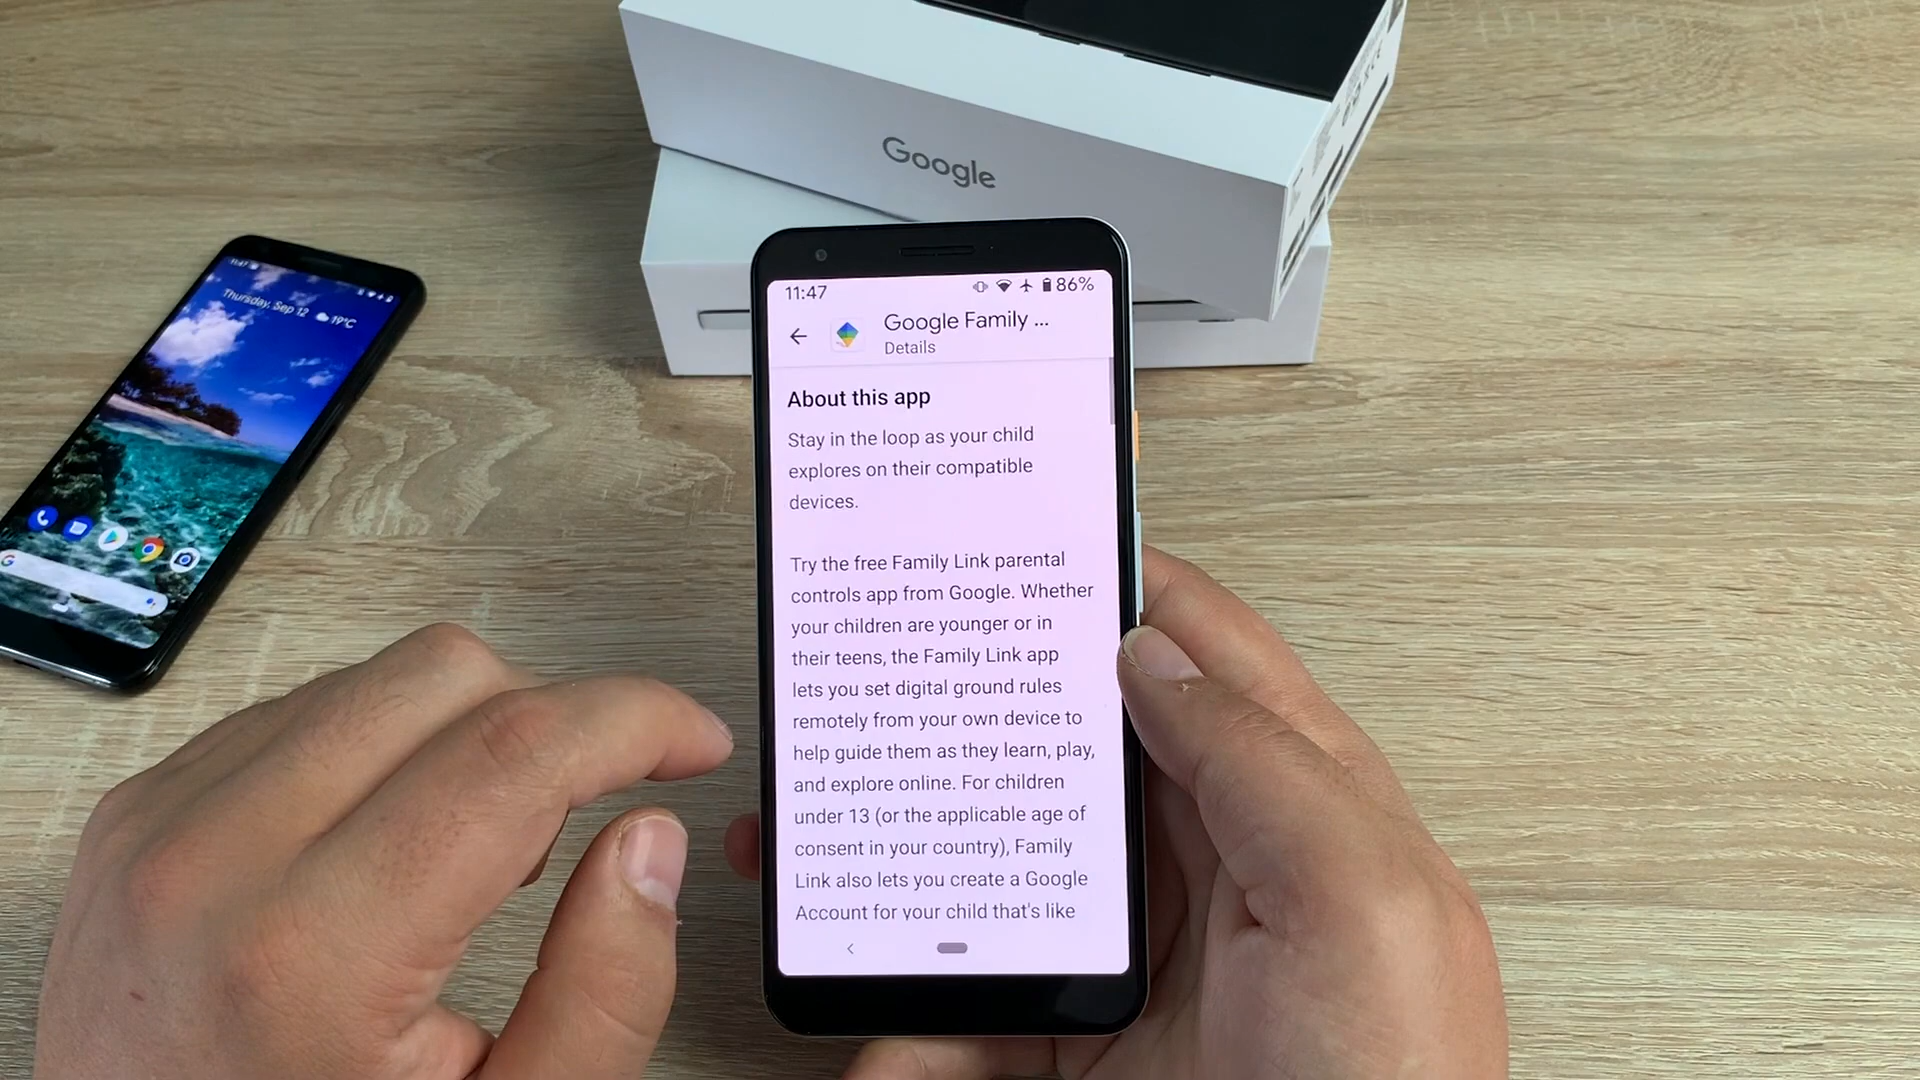 Google
11:47
Thursday, Sep 12 19°C
11:47 86%
Google Family ...
Details
About this app
Stay in the loop as your child
explores on their compatible
devices.
Try the free Family Link parental
controls app from Google. Whether
your children are younger or in
their teens, the Family Link app
lets you set digital ground rules
remotely from your own device to
help guide them as they learn, play,
and explore online. For children
under 13 (or the applicable age of
consent in your country), Family
Link also lets you create a Google
Account for your child that's like